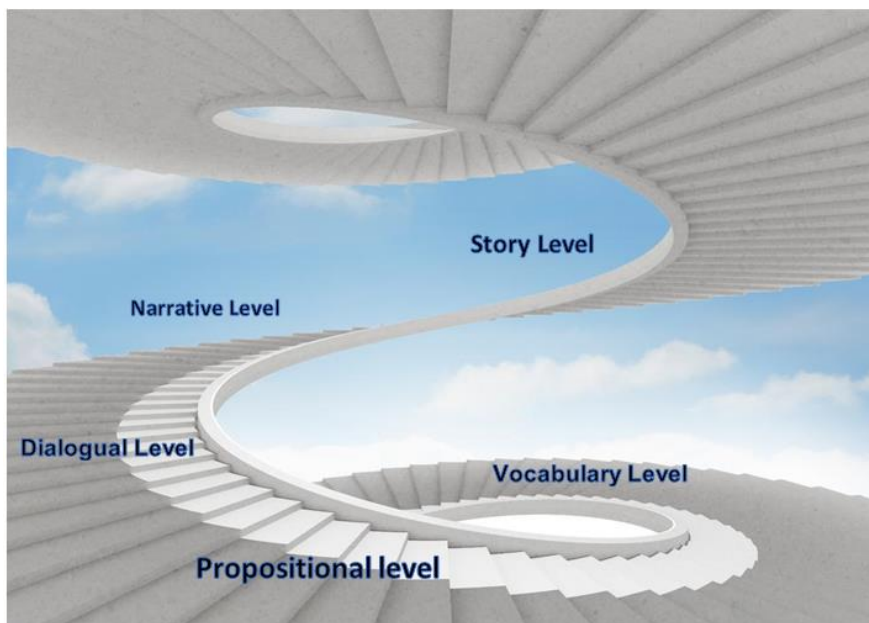 Story Level
Narrative Level
Dialogual Level
Vocabulary Level
Propositional level